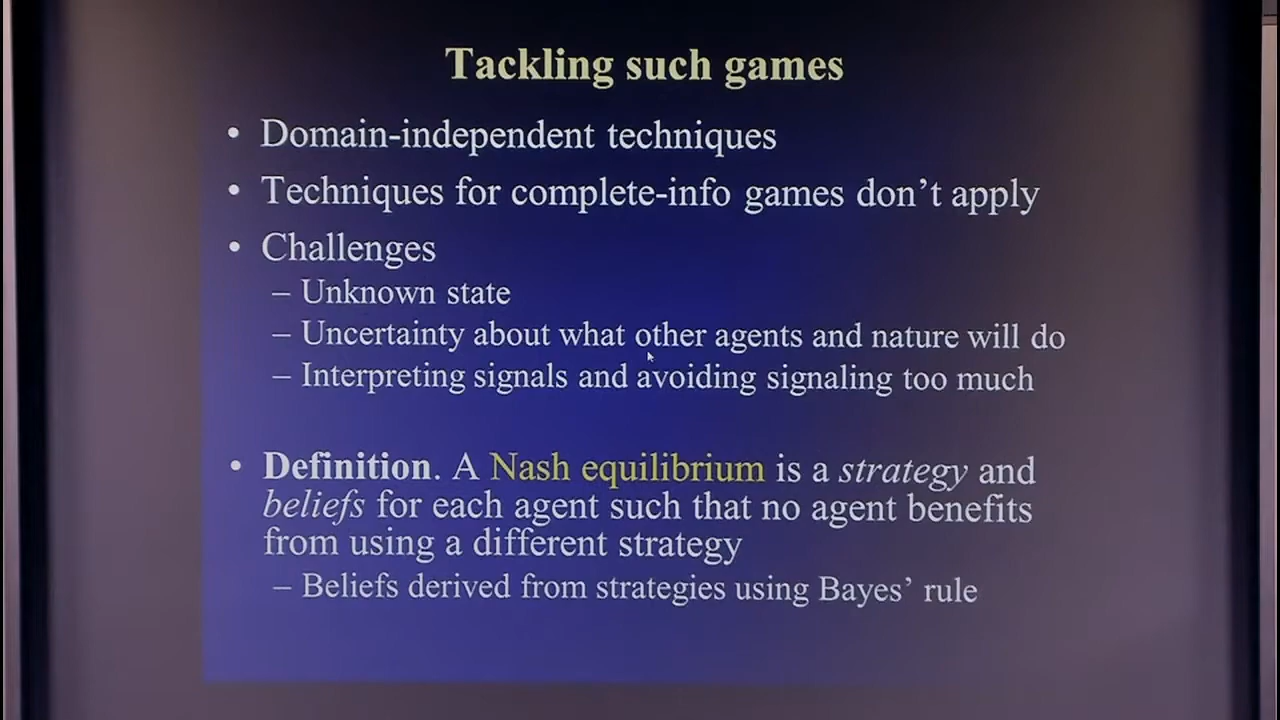 Tackling such games
• Domain-independent techniques
• Techniques for complete-info games don't apply
• Challenges
– Unknown state
– Uncertainty about what other agents and nature will do
– Interpreting signals and avoiding signaling too much
• Definition. A Nash equilibrium is a strategy and
beliefs for each agent such that no agent benefits
from using a different strategy
– Beliefs derived from strategies using Bayes' rule